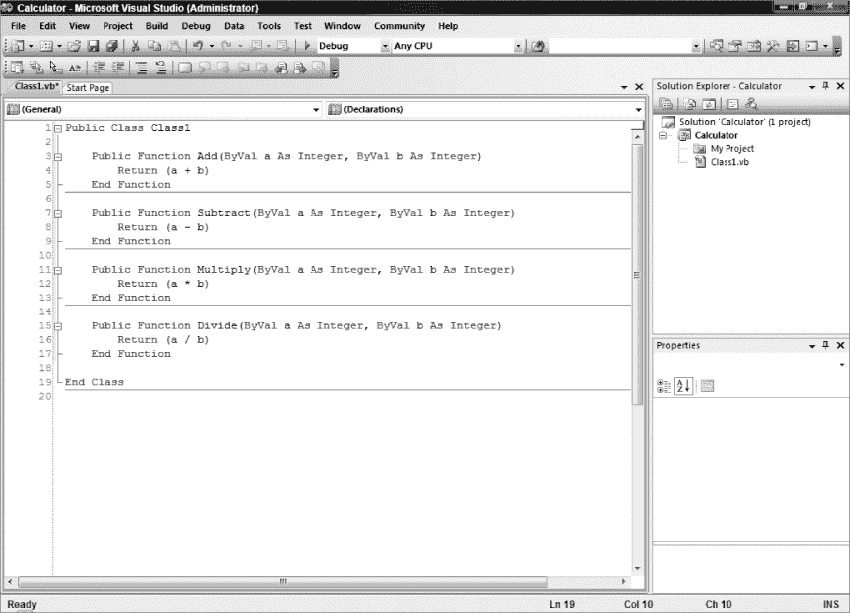 Calculator - Microsoft Visual Studio (Administrator)
File Edit View Project Build Debug Data Tools Test Window Community Help
Debug Any CPU
Class1.vb* Start Page
(General) (Declarations)
1 Public Class Class1
2
3 Public Function Add(ByVal a As Integer, ByVal b As Integer)
4 Return (a + b)
5 End Function
6
7 Public Function Subtract(ByVal a As Integer, ByVal b As Integer)
8 Return (a - b)
9 End Function
10
11 Public Function Multiply(ByVal a As Integer, ByVal b As Integer)
12 Return (a * b)
13 End Function
14
15 Public Function Divide(ByVal a As Integer, ByVal b As Integer)
16 Return (a / b)
17 End Function
18
19 End Class
20
Solution Explorer - Calculator
Solution 'Calculator' (1 project)
Calculator
My Project
Class1.vb
Properties
Ready Ln 19 Col 10 Ch 10 INS